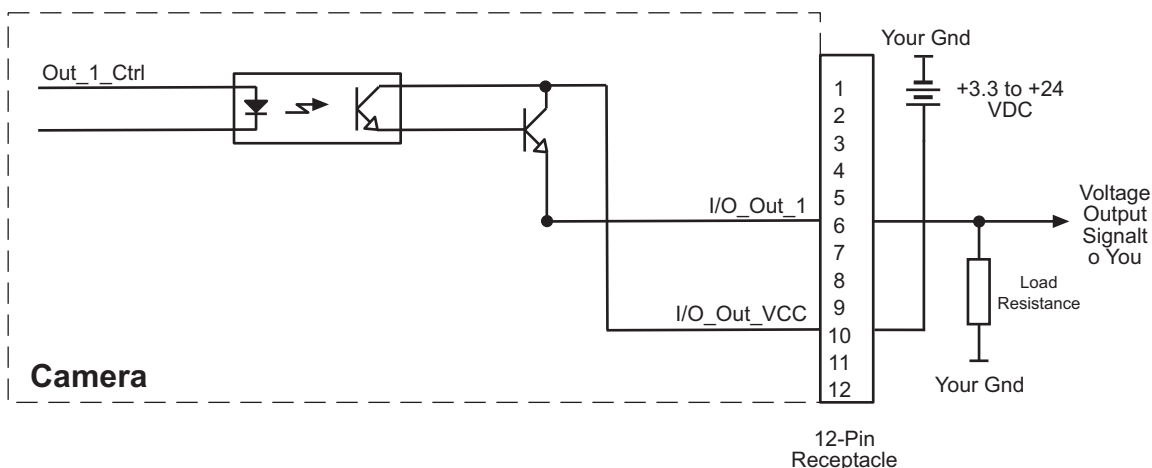 Your Gnd
+3.3 to +24
VDC
Out_1_Ctrl
1
2
3
4
5
6
7
8
9
10
11
12
I/O_Out_1
Voltage
Output
Signalt
o You
Load
Resistance
I/O_Out_VCC
Camera
Your Gnd
12-Pin
Receptacle